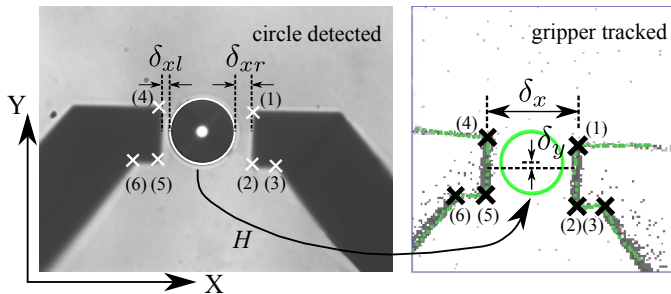 circle detected
δxl
δxr
(4)
(1)
(6)
(5)
(2)
(3)
Y
X
H
gripper tracked
δx
δy
(4)
(1)
(6)
(5)
(2)(3)